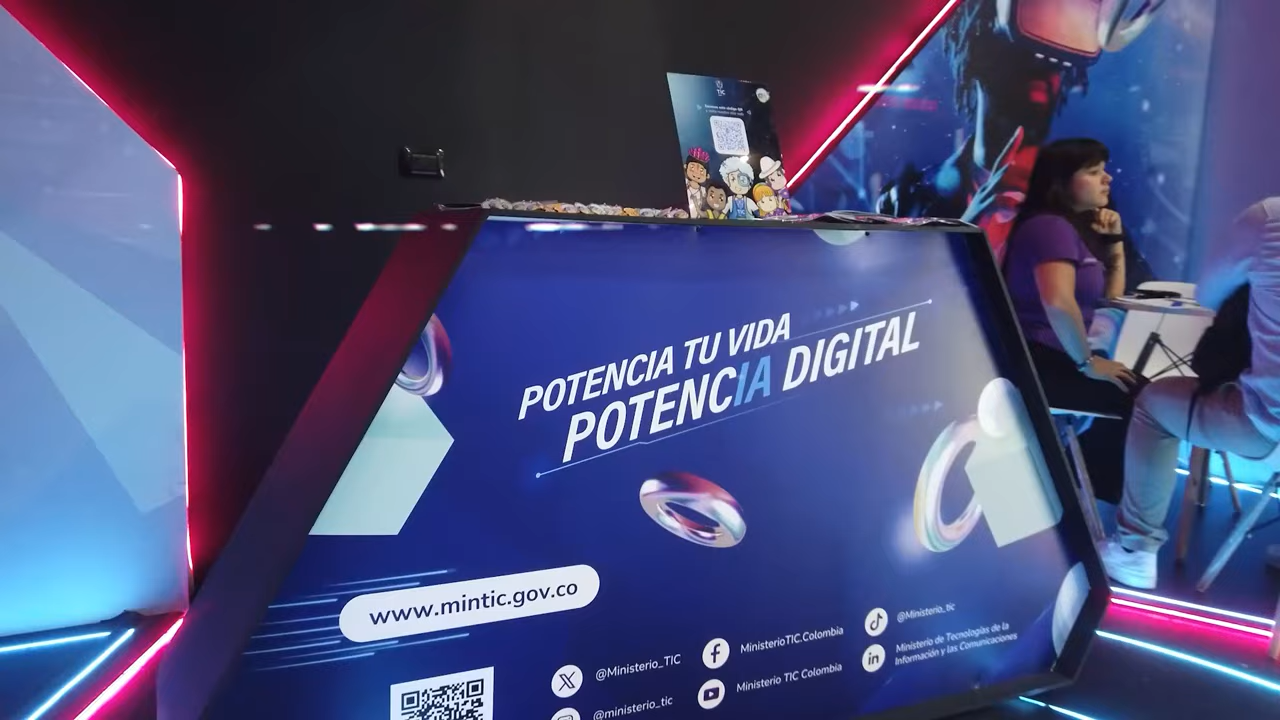 TIC
POTENCIA TU VIDA
POTENCIA DIGITAL
www.mintic.gov.co
@Ministerio_TIC
@ministerio_tic
MinisterioTIC.Colombia
Ministerio TIC Colombia
@Ministerio_tic
Ministerio de Tecnologías de la
Información y las Comunicaciones